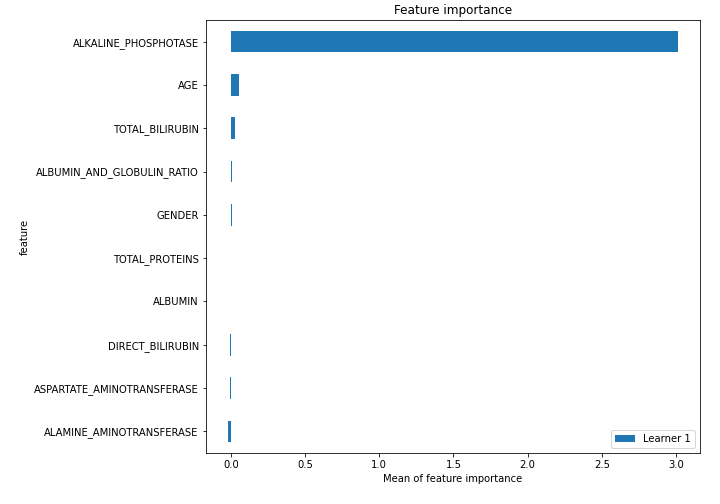 Feature importance
ALKALINE_PHOSPHOTASE
AGE
TOTAL_BILIRUBIN
ALBUMIN_AND_GLOBULIN_RATIO
GENDER
TOTAL_PROTEINS
ALBUMIN
DIRECT_BILIRUBIN
ASPARTATE_AMINOTRANSFERASE
ALAMINE_AMINOTRANSFERASE
feature
Learner 1
0.0 0.5 1.0 1.5 2.0 2.5 3.0
Mean of feature importance